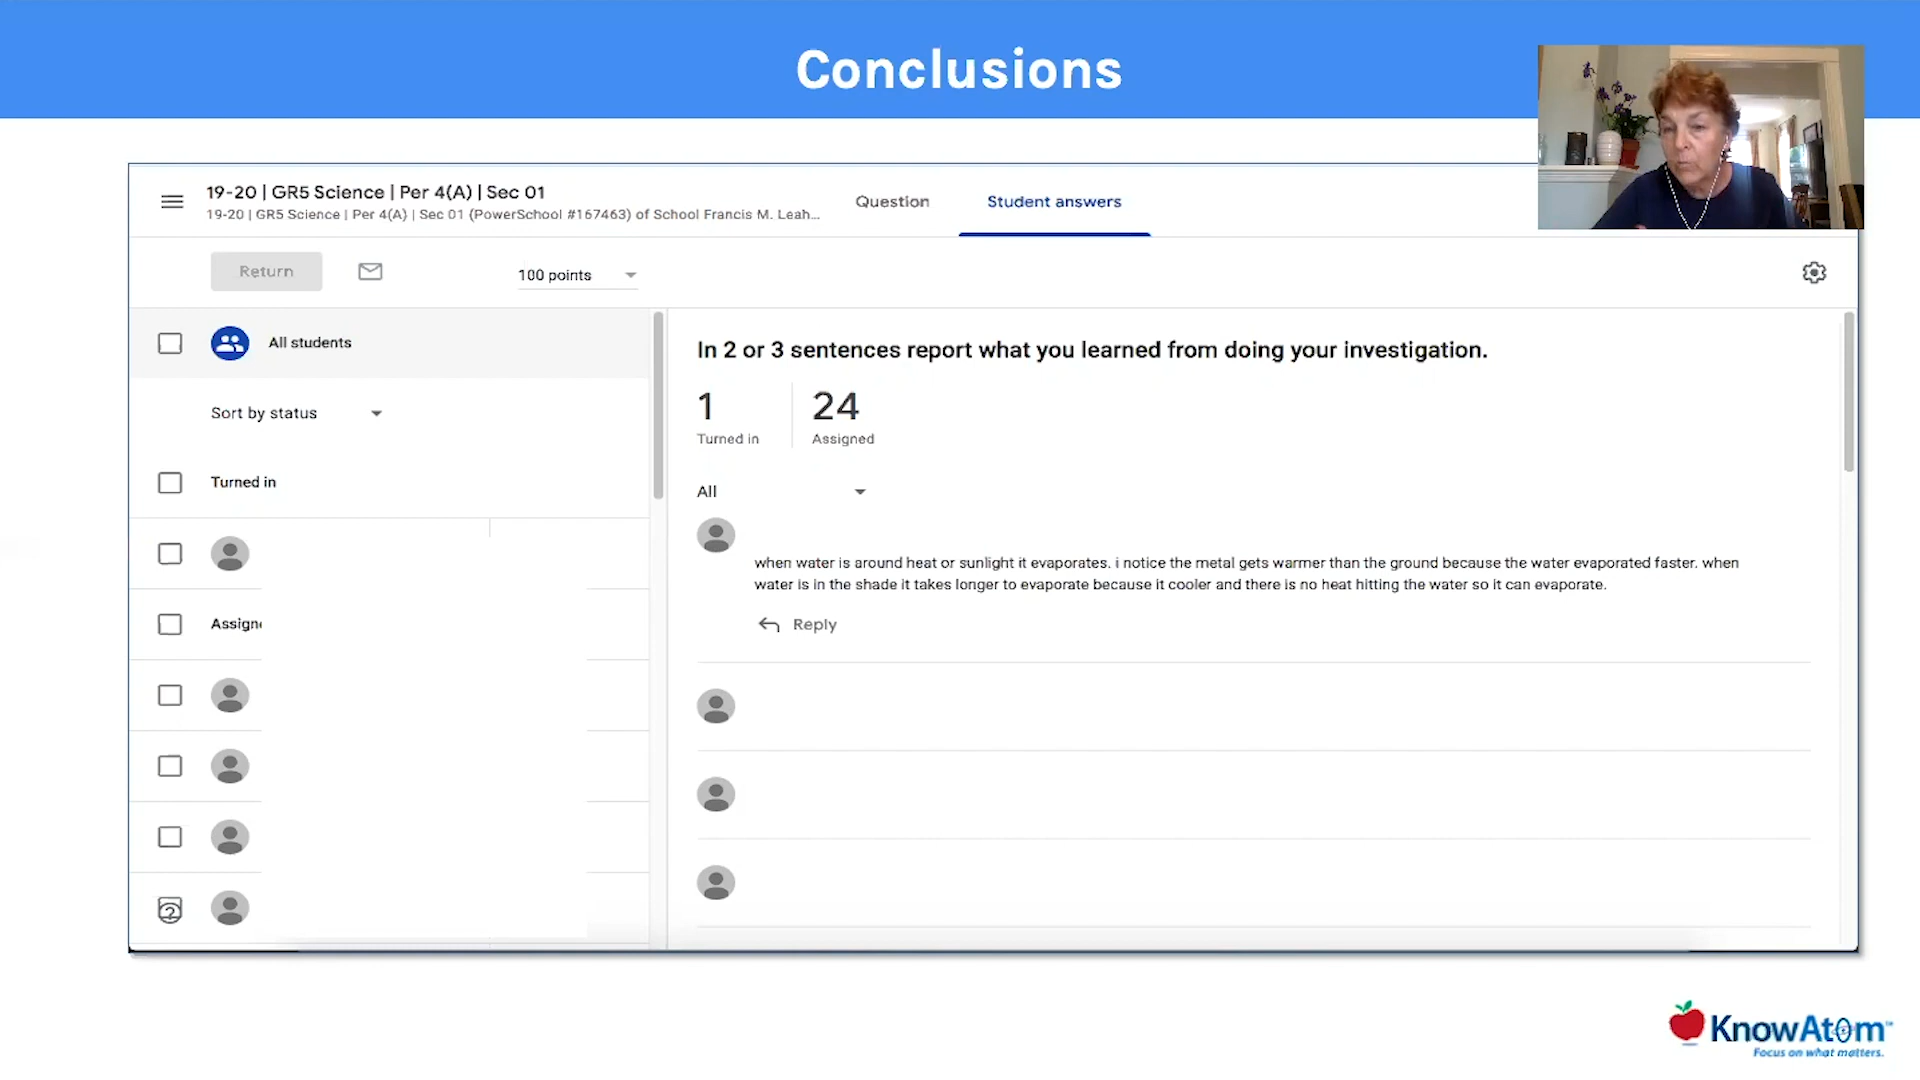 Conclusions
19-20 | GR5 Science | Per 4(A) | Sec 01
19-20 | GR5 Science | Per 4(A) | Sec 01 (PowerSchool #167463) of School Francis M. Leah...
Question
Student answers
Return
100 points
All students
Sort by status
Turned in
Assign
In 2 or 3 sentences report what you learned from doing your investigation.
1
24
Turned in
Assigned
All
when water is around heat or sunlight it evaporates. i notice the metal gets warmer than the ground because the water evaporated faster. when
water is in the shade it takes longer to evaporate because it cooler and there is no heat hitting the water so it can evaporate.
Reply
KnowAtom™
Focus on what matters.